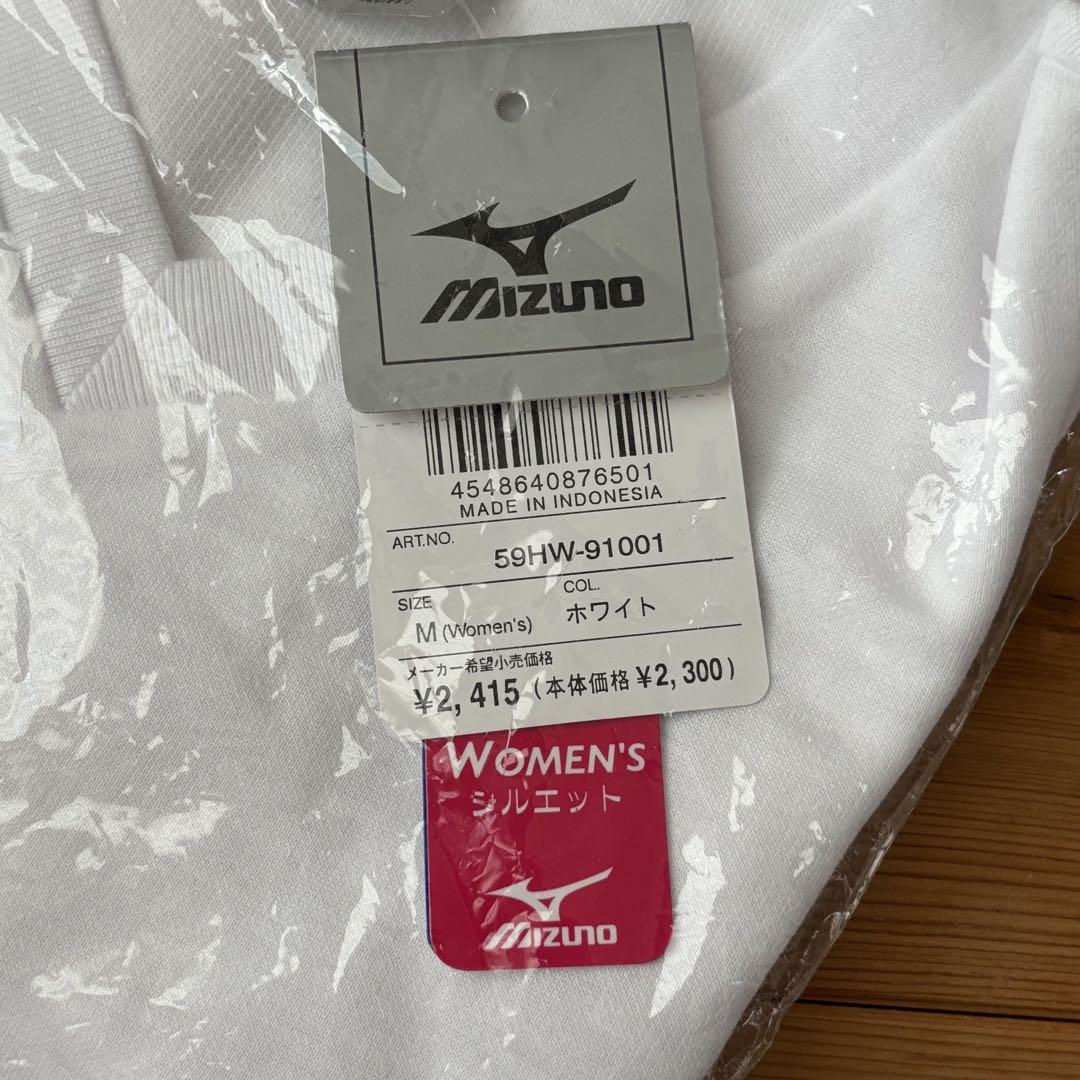 MIZUNO
4548640876501
MADE IN INDONESIA
ART.NO.
59HW-91001
SIZE
COL.
M (Women's)
ホワイト
メーカー希望小売価格
¥2,415 (本体価格¥2,300)
WOMEN'S
シルエット
MIZUNO